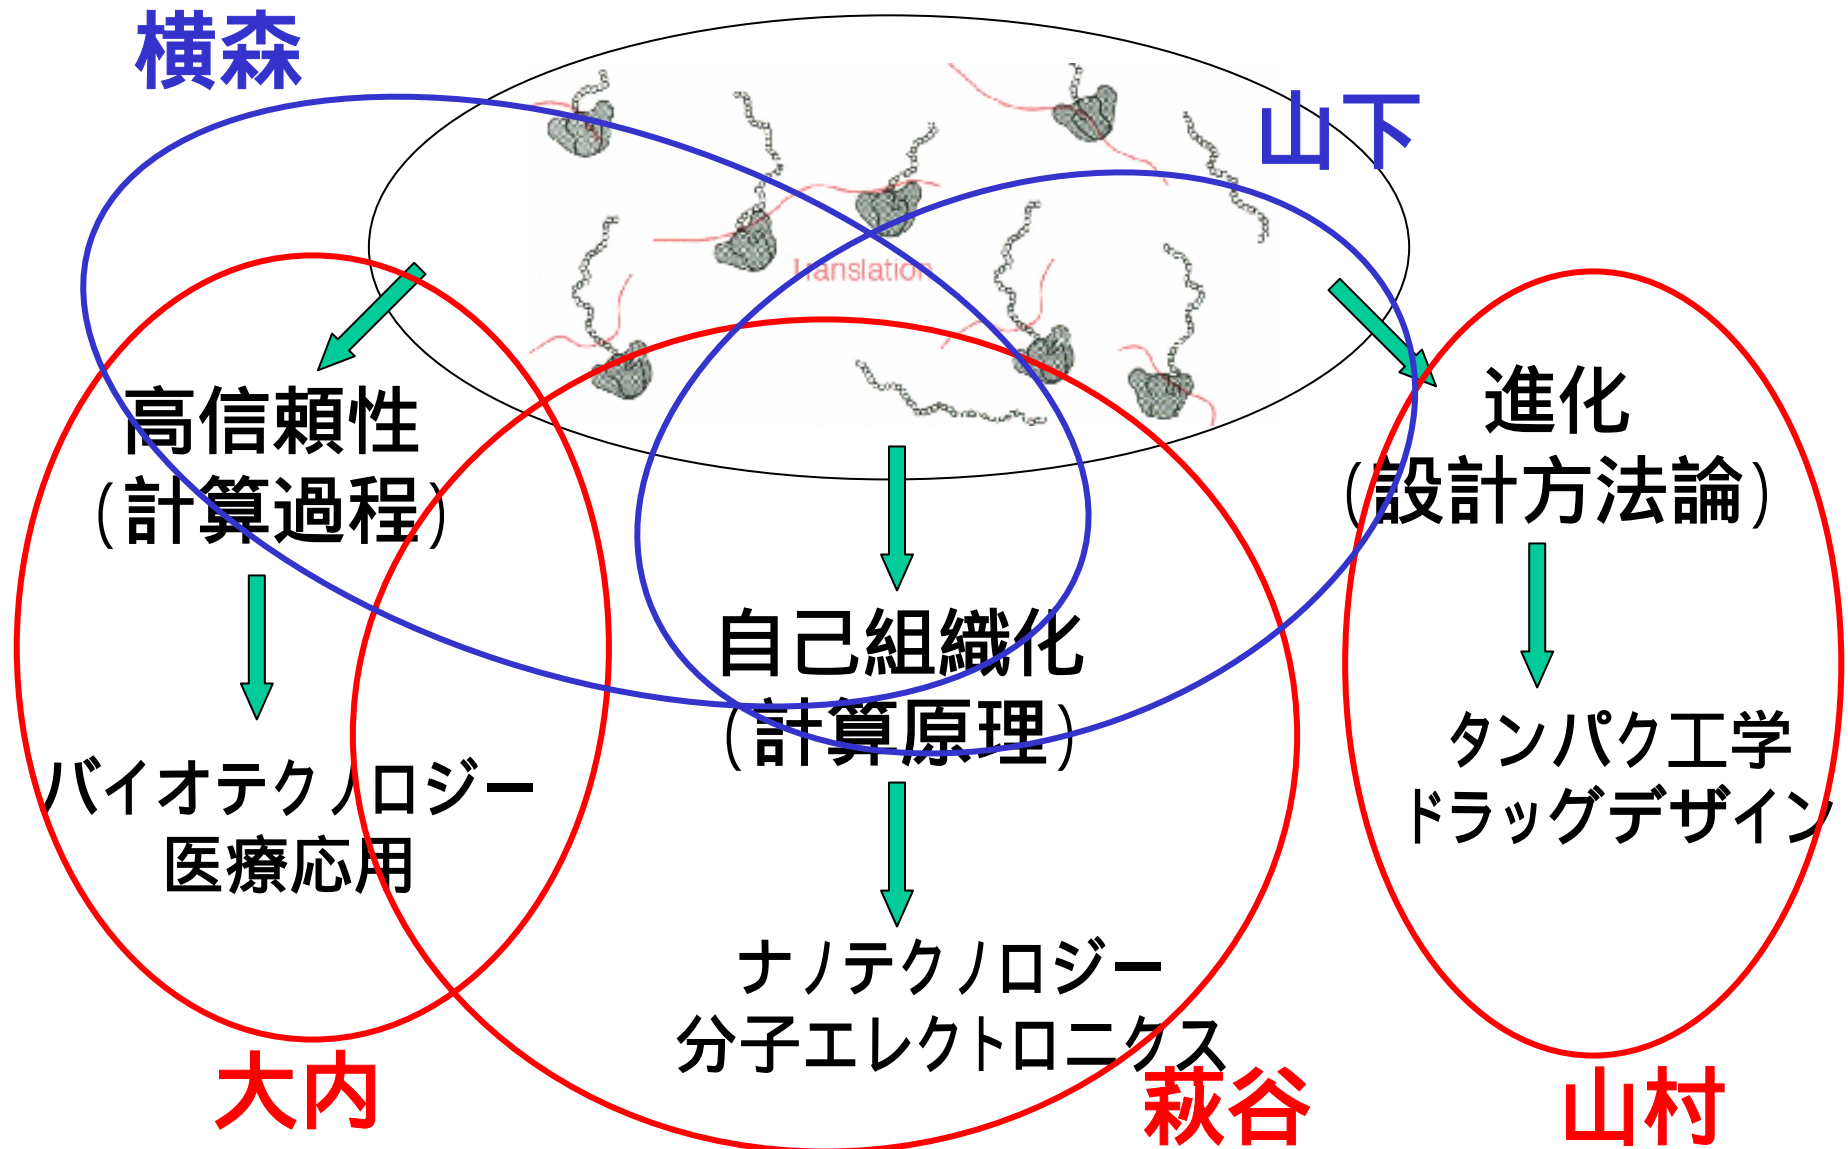 横森
山下
Translation
高信頼性
(計算過程)
進化
(設計方法論)
自己組織化
(計算原理)
バイオテクノロジー
医療応用
タンパク工学
ドラッグデザイン
ナノテクノロジー
分子エレクトロニクス
大内
萩谷
山村